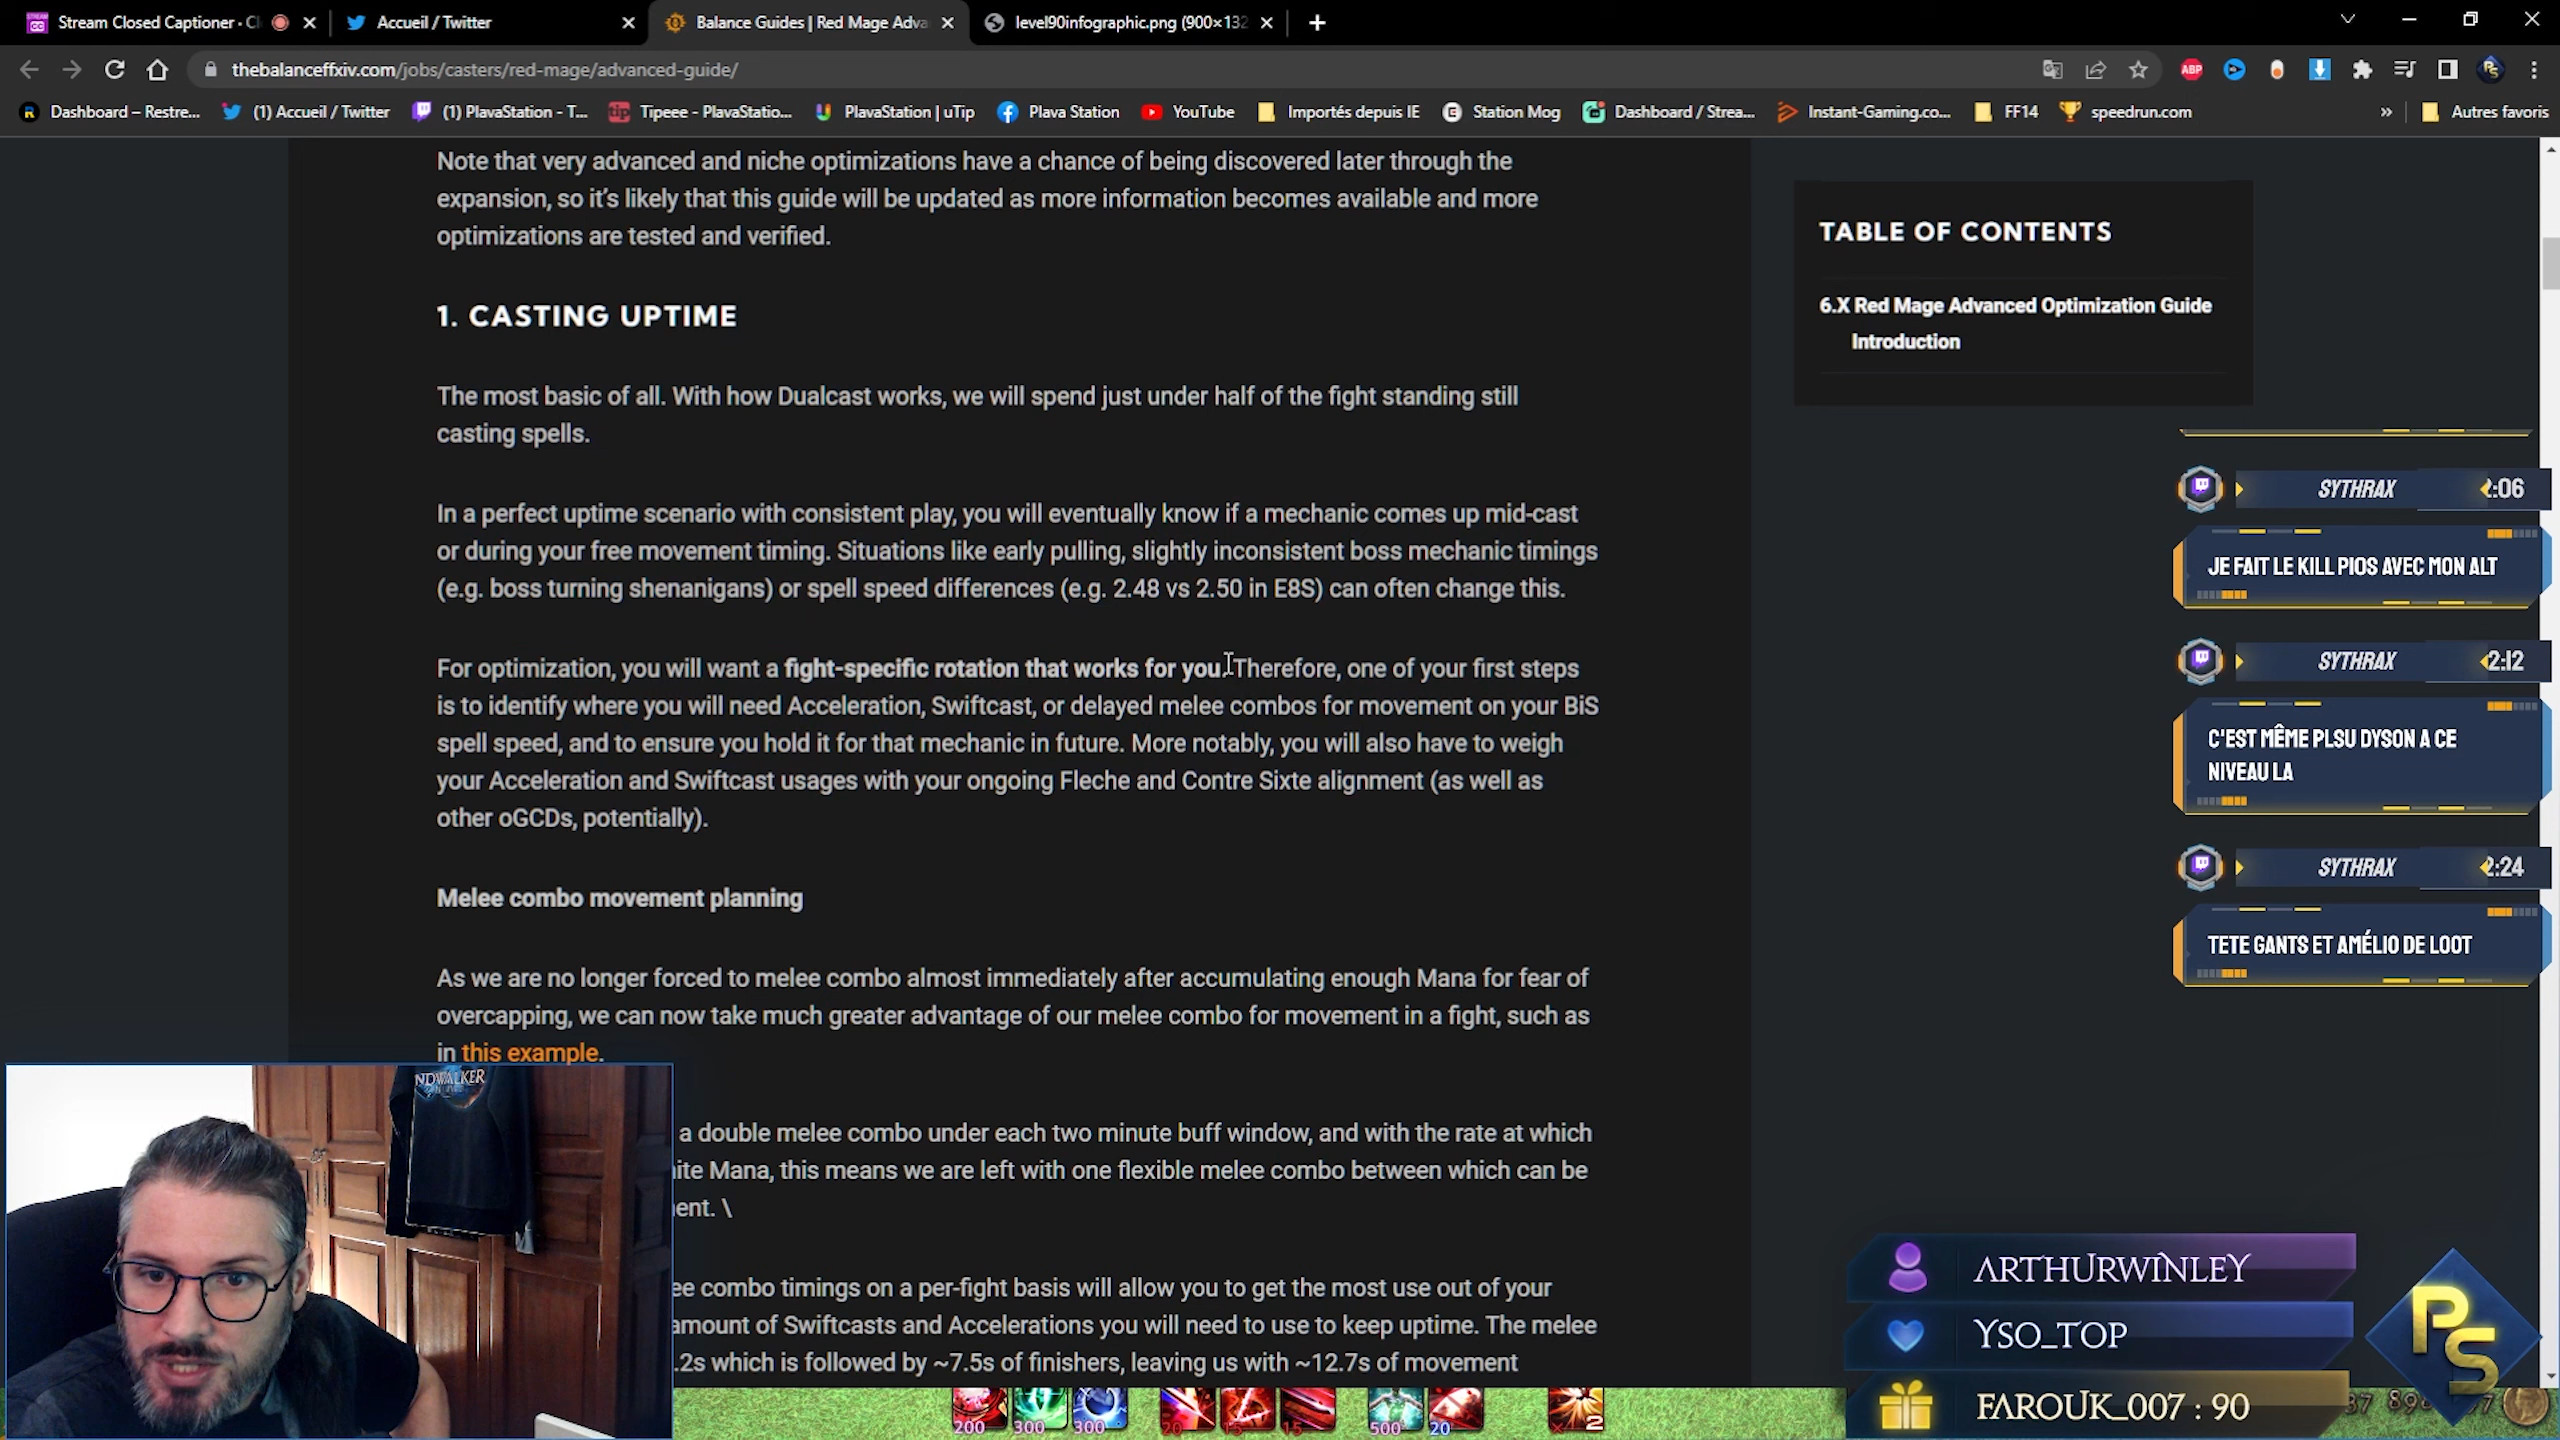 Stream Closed Captioner · Cl
Accueil / Twitter
Balance Guides | Red Mage Adva
level90infographic.png (900×132
thebalanceffxiv.com/jobs/casters/red-mage/advanced-guide/
Dashboard – Restre...
(1) Accueil / Twitter
(1) PlavaStation - T...
Tipeee - PlavaStatio...
PlavaStation | uTip
Plava Station
YouTube
Importés depuis IE
Station Mog
Dashboard / Strea...
Instant-Gaming.co...
FF14
speedrun.com
»
Autres favoris
Note that very advanced and niche optimizations have a chance of being discovered later through the
expansion, so it's likely that this guide will be updated as more information becomes available and more
optimizations are tested and verified.
1. CASTING UPTIME
The most basic of all. With how Dualcast works, we will spend just under half of the fight standing still
casting spells.
In a perfect uptime scenario with consistent play, you will eventually know if a mechanic comes up mid-cast
or during your free movement timing. Situations like early pulling, slightly inconsistent boss mechanic timings
(e.g. boss turning shenanigans) or spell speed differences (e.g. 2.48 vs 2.50 in E8S) can often change this.
For optimization, you will want a fight-specific rotation that works for you. Therefore, one of your first steps
is to identify where you will need Acceleration, Swiftcast, or delayed melee combos for movement on your BiS
spell speed, and to ensure you hold it for that mechanic in future. More notably, you will also have to weigh
your Acceleration and Swiftcast usages with your ongoing Fleche and Contre Sixte alignment (as well as
other oGCDs, potentially).
Melee combo movement planning
As we are no longer forced to melee combo almost immediately after accumulating enough Mana for fear of
overcapping, we can now take much greater advantage of our melee combo for movement in a fight, such as
in this example.
a double melee combo under each two minute buff window, and with the rate at which
Mana, this means we are left with one flexible melee combo between which can be
\
combo timings on a per-fight basis will allow you to get the most use out of your
amount of Swiftcasts and Accelerations you will need to use to keep uptime. The melee
.2s which is followed by ~7.5s of finishers, leaving us with ~12.7s of movement
TABLE OF CONTENTS
6.X Red Mage Advanced Optimization Guide
Introduction
SYTHRAX
2:06
JE FAIT LE KILL PIOS AVEC MON ALT
SYTHRAX
2:12
C'EST MÊME PLSU DYSON A CE
NIVEAU LA
SYTHRAX
2:24
TETE GANTS ET AMÉLIO DE LOOT
NDWALKER
ARTHURWINLEY
YSO_TOP
FAROUK_007 : 90
PS
200
300
300
20
15
15
500
20
2